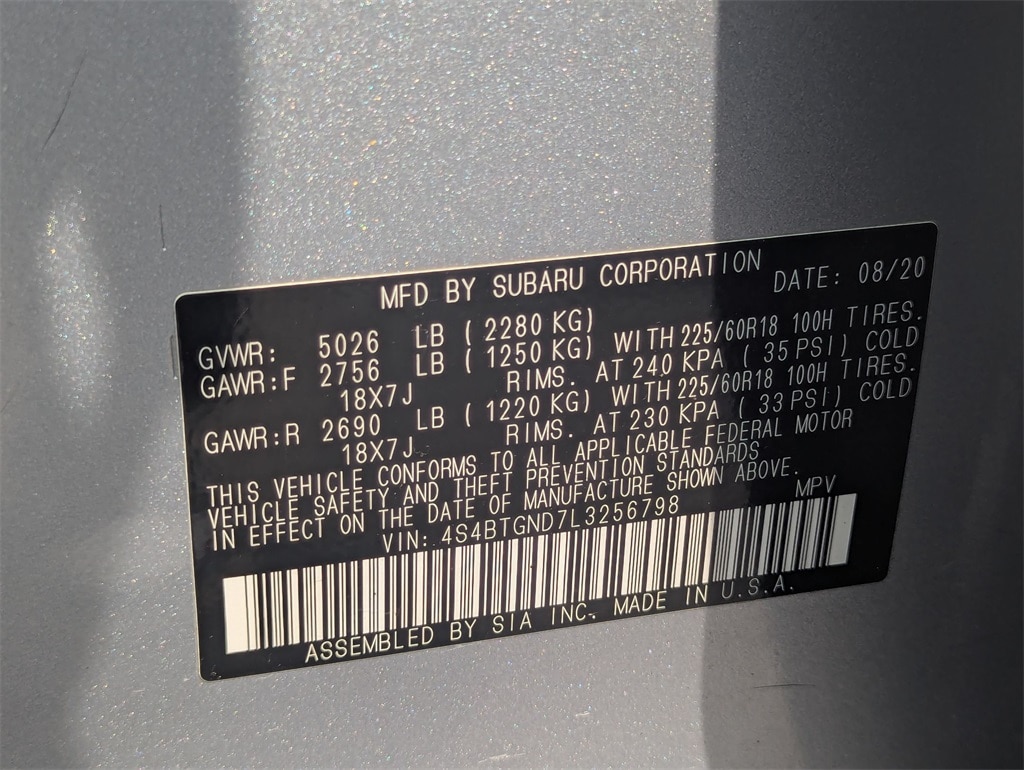 MFD BY SUBARU CORPORATION DATE: 08/20
GVWR: 5026 LB ( 2280 KG)
GAWR:F 2756 LB ( 1250 KG) WITH 225/60R18 100H TIRES.
18X7J RIMS. AT 240 KPA ( 35 PSI) COLD
GAWR:R 2690 LB ( 1220 KG) WITH 225/60R18 100H TIRES.
18X7J RIMS. AT 230 KPA ( 33 PSI) COLD
THIS VEHICLE CONFORMS TO ALL APPLICABLE FEDERAL MOTOR
VEHICLE SAFETY AND THEFT PREVENTION STANDARDS
IN EFFECT ON THE DATE OF MANUFACTURE SHOWN ABOVE.
VIN: 4S4BTGND7L3256798 MPV
ASSEMBLED BY SIA INC. MADE IN U.S.A.